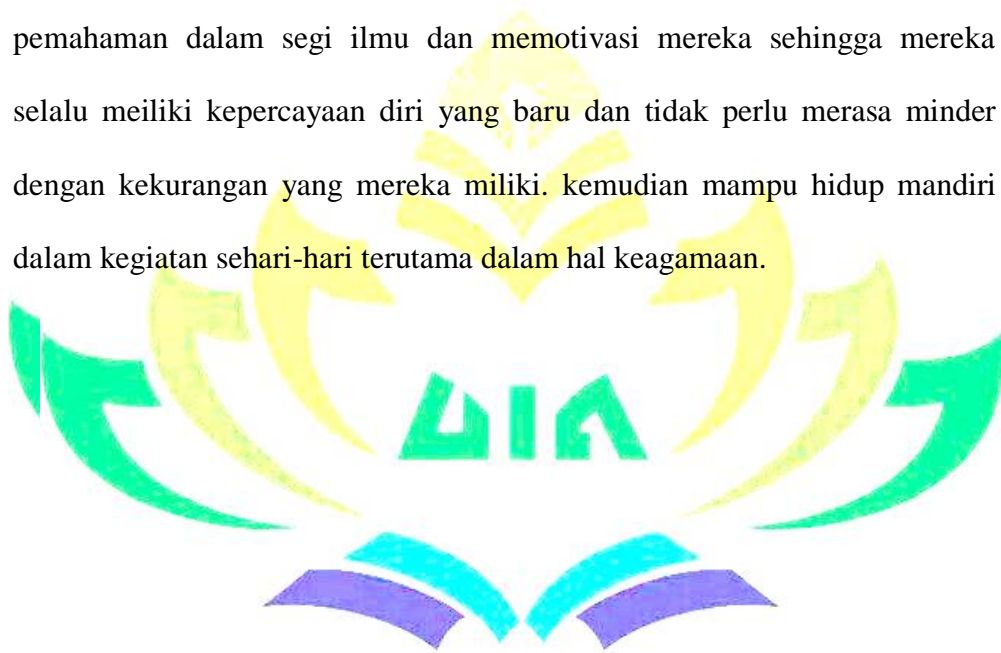 pemahaman dalam segi ilmu dan memotivasi mereka sehingga mereka
selalu meiliki kepercayaan diri yang baru dan tidak perlu merasa minder
dengan kekurangan yang mereka miliki. kemudian mampu hidup mandiri
dalam kegiatan sehari-hari terutama dalam hal keagamaan.
UIN